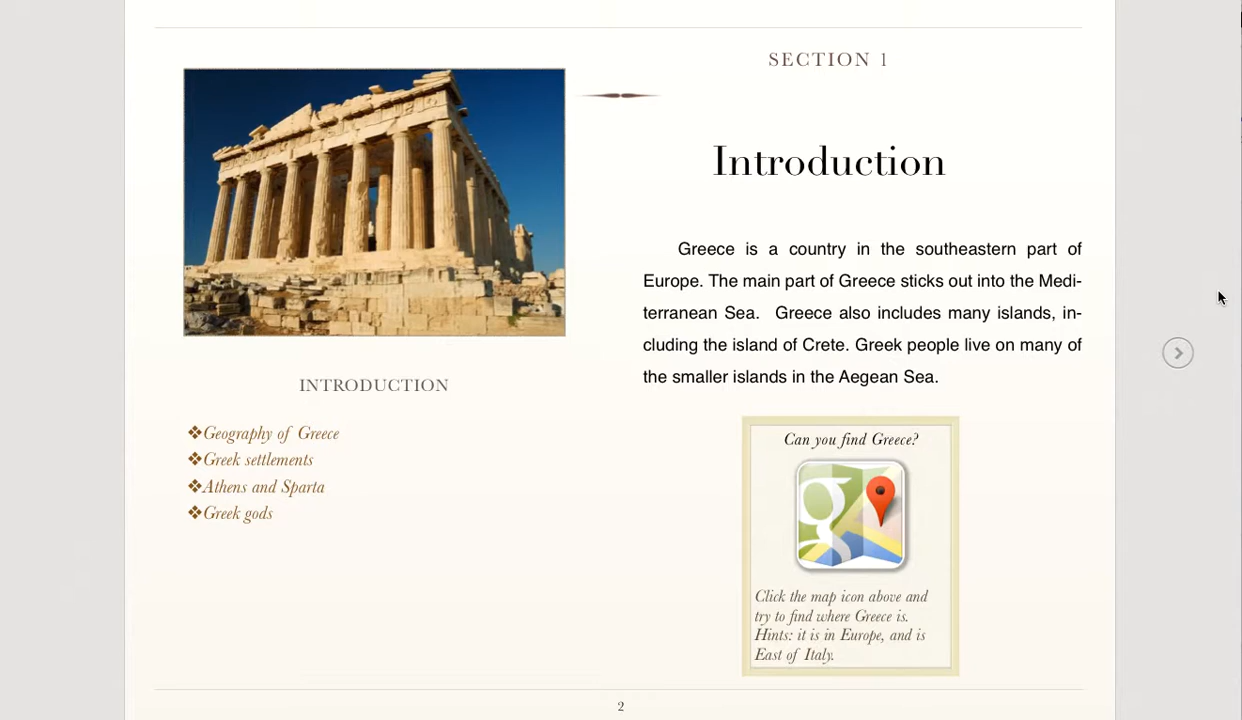 SECTION 1
Introduction
Greece is a country in the southeastern part of
Europe. The main part of Greece sticks out into the Medi-
terranean Sea. Greece also includes many islands, in-
cluding the island of Crete. Greek people live on many of
the smaller islands in the Aegean Sea.
INTRODUCTION
❖Geography of Greece
❖Greek settlements
❖Athens and Sparta
❖Greek gods
Can you find Greece?
g
Click the map icon above and
try to find where Greece is.
Hints: it is in Europe, and is
East of Italy.
2